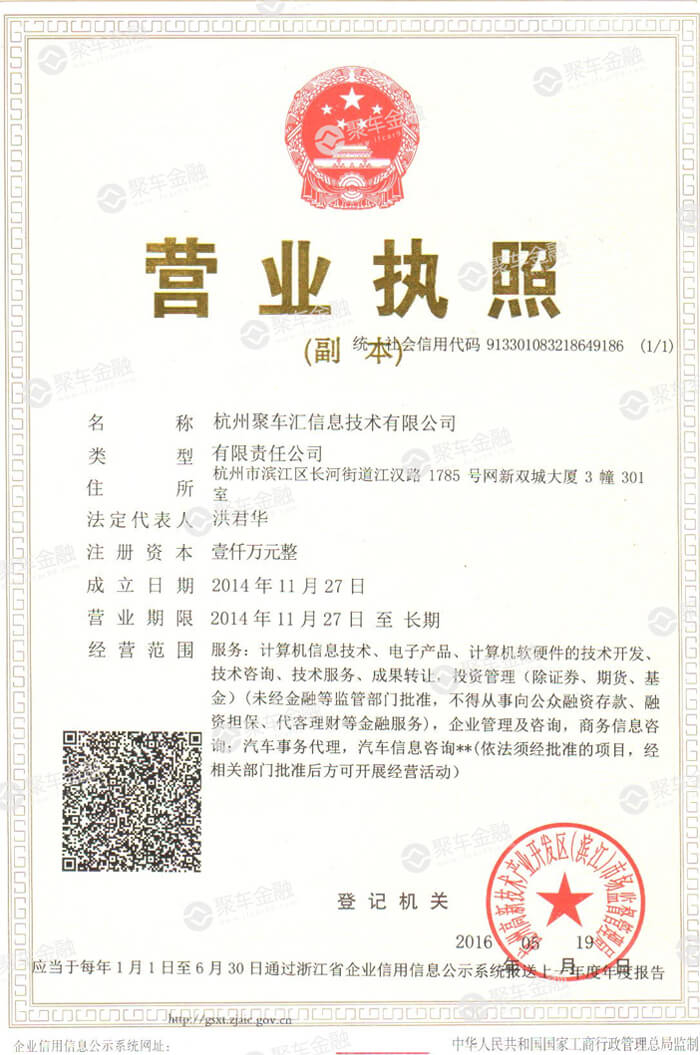 营业执照
(副 本) 统一社会信用代码 913301083218649186 (1/1)
名 称 杭州聚车汇信息技术有限公司
类 型 有限责任公司
住 所 杭州市滨江区长河街道江汉路 1785 号网新双城大厦 3 幢 301
室
法定代表人 洪君华
注册资本 壹仟万元整
成立日期 2014 年 11 月 27 日
营业期限 2014 年 11 月 27 日 至 长期
经营范围 服务：计算机信息技术、电子产品、计算机软硬件的技术开发、
技术咨询、技术服务、成果转让，投资管理（除证券、期货、基
金）(未经金融等监管部门批准，不得从事向公众融资存款、融
资担保、代客理财等金融服务)，企业管理及咨询，商务信息咨
询；汽车事务代理，汽车信息咨询**(依法须经批准的项目，经
相关部门批准后方可开展经营活动）
杭州高新技术产业开发区(滨江)市场监督管理局
登记机关
2016 年 05 月 19 日
应当于每年 1 月 1 日至 6 月 30 日通过浙江省企业信用信息公示系统报送上一年度年度报告
http://gsxt.zjaic.gov.cn
企业信用信息公示系统网址：
中华人民共和国国家工商行政管理总局监制
聚车金融